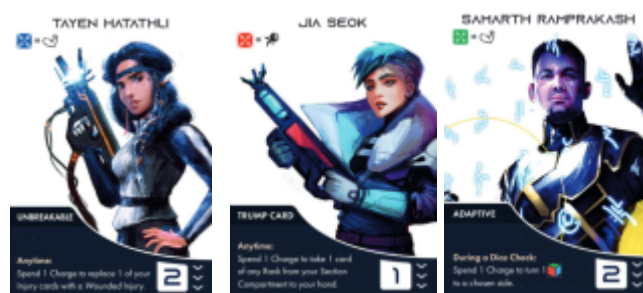 TAYEN HATATHLI
=
UNBREAKABLE
Anytime:
Spend 1 Charge to replace 1 of your
Injury cards with a Wounded Injury.
2
JIA SEOK
=
TRUMP CARD
Anytime:
Spend 1 Charge to take 1 card
of any Rank from your Section
Compartment to your hand.
1
SAMARTH RAMPRAKASH
=
ADAPTIVE
During a Dice Check:
Spend 1 Charge to turn 1
to a chosen side.
2